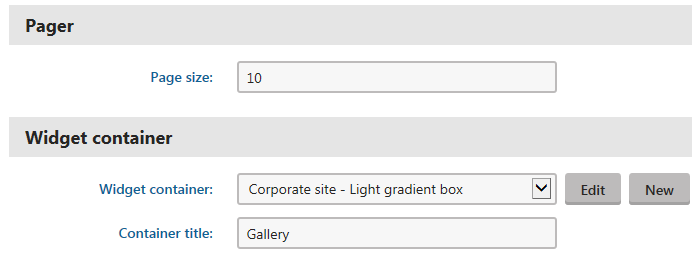 Pager
Page size: 10
Widget container
Widget container: Corporate site - Light gradient box Edit New
Container title: Gallery